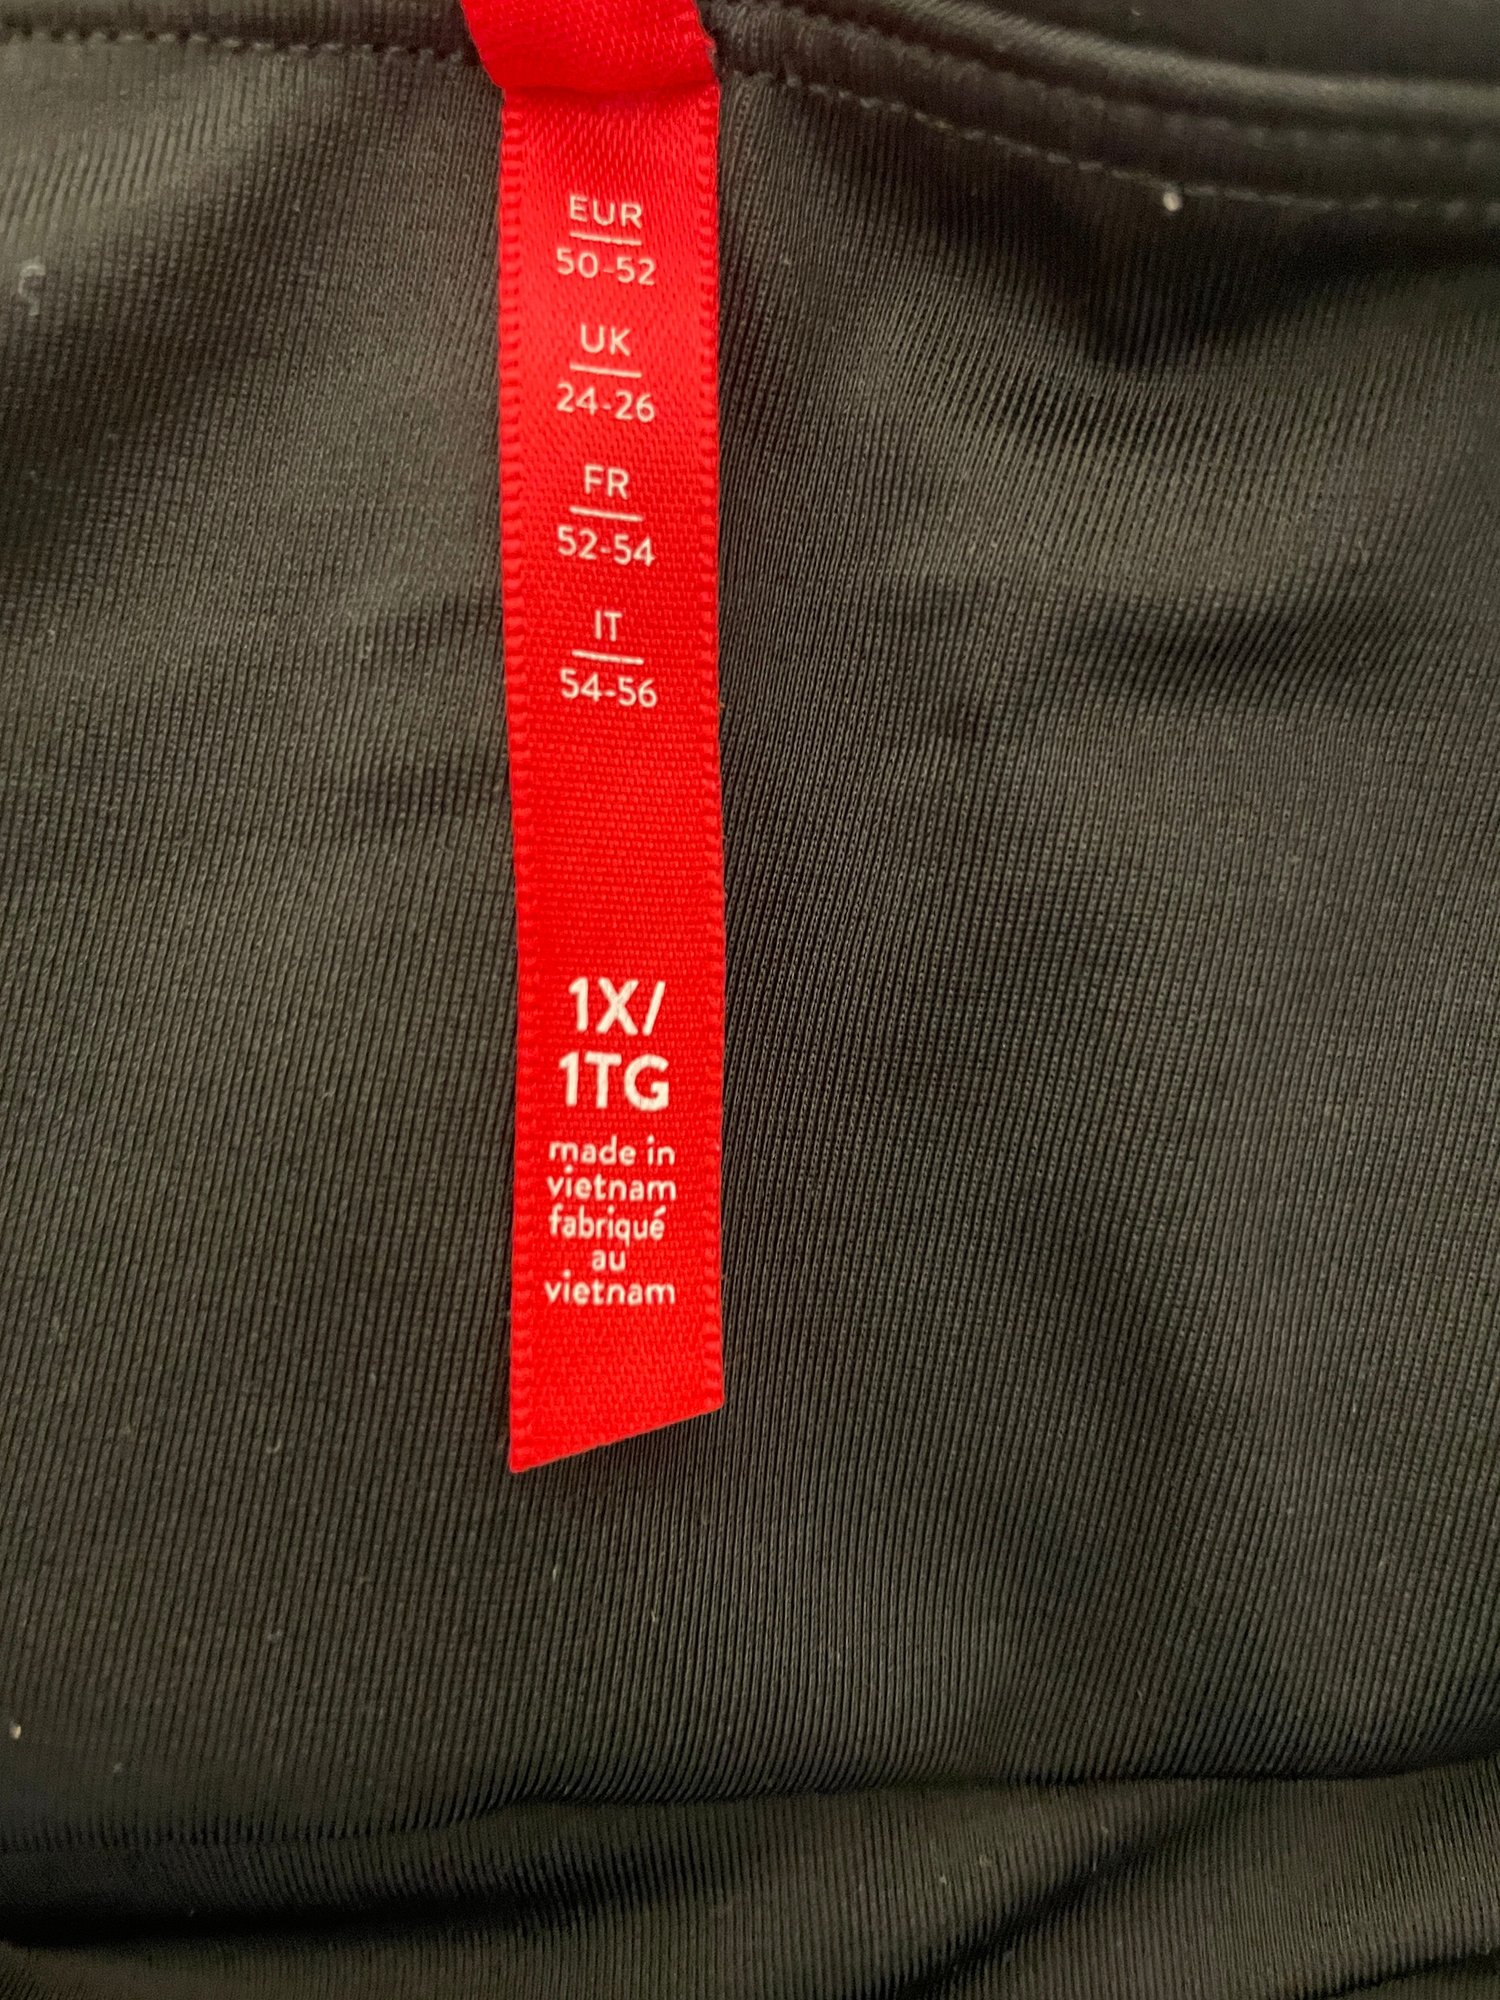 EUR
50-52
UK
24-26
FR
52-54
IT
54-56
1X/
1TG
made in
vietnam
fabriqué
au
vietnam